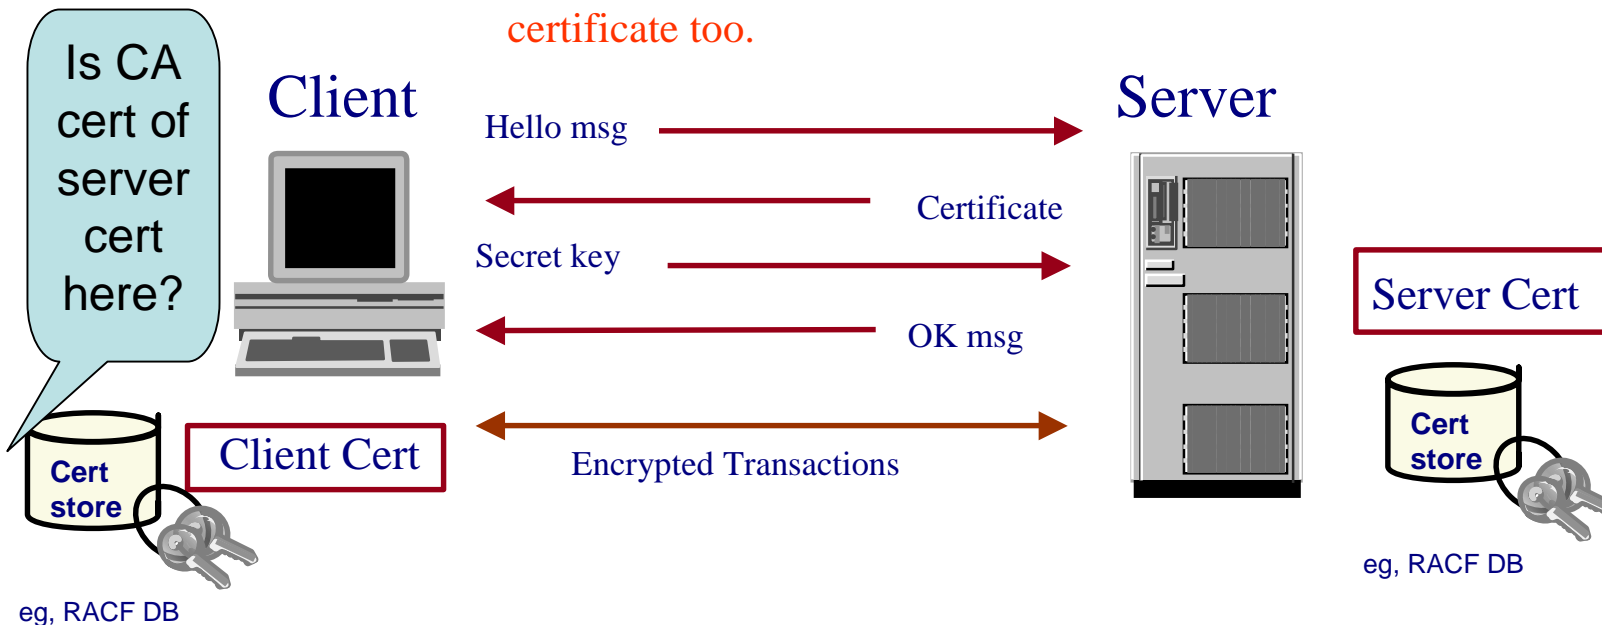 certificate too.
Is CA
cert of
server
cert
here?
Client
Server
Hello msg
Certificate
Secret key
OK msg
Encrypted Transactions
Server Cert
Client Cert
Cert
store
eg, RACF DB
Cert
store
eg, RACF DB